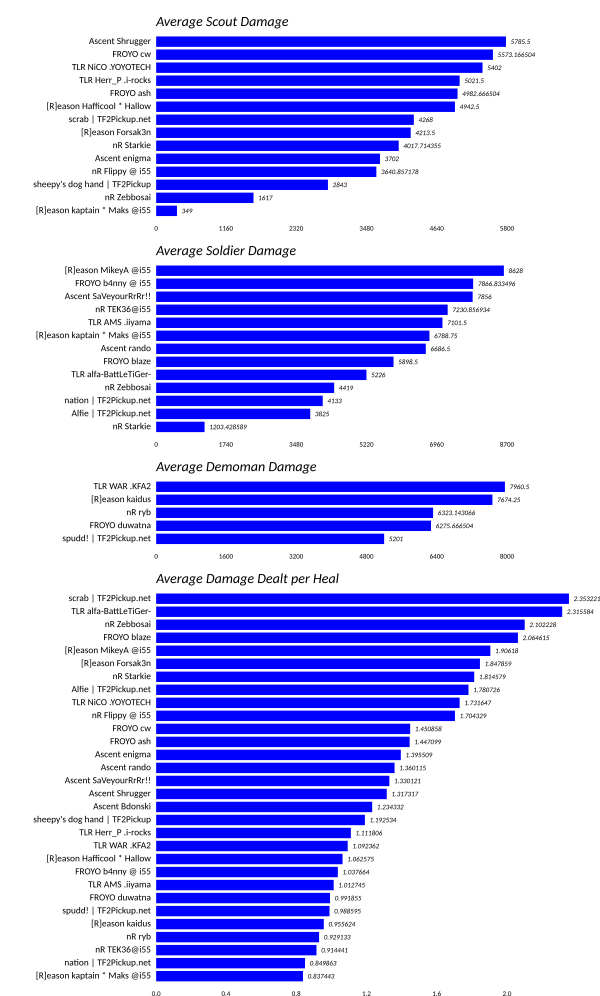 Average Scout Damage
Ascent Shrugger 5785.5
FROYO cw 5573.166504
TLR NiCO .YOYOTECH 5402
TLR Herr_P .i-rocks 5021.5
FROYO ash 4982.666504
[R]eason Hafficool * Hallow 4942.5
scrab | TF2Pickup.net 4268
[R]eason Forsak3n 4213.5
nR Starkie 4017.714355
Ascent enigma 3702
nR Flippy @ i55 3640.857178
sheepy's dog hand | TF2Pickup 2843
nR Zebbosai 1617
[R]eason kaptain * Maks @i55 349
0 1160 2320 3480 4640 5800
Average Soldier Damage
[R]eason MikeyA @i55 8628
FROYO b4nny @ i55 7866.833496
Ascent SaVeyourRrRr!! 7856
nR TEK36@i55 7230.856934
TLR AMS .iiyama 7101.5
[R]eason kaptain * Maks @i55 6788.75
Ascent rando 6686.5
FROYO blaze 5898.5
TLR alfa-BattLeTiGer- 5226
nR Zebbosai 4419
nation | TF2Pickup.net 4133
Alfie | TF2Pickup.net 3825
nR Starkie 1203.428589
0 1740 3480 5220 6960 8700
Average Demoman Damage
TLR WAR .KFA2 7960.5
[R]eason kaidus 7674.25
nR ryb 6323.143066
FROYO duwatna 6275.666504
spudd! | TF2Pickup.net 5201
0 1600 3200 4800 6400 8000
Average Damage Dealt per Heal
scrab | TF2Pickup.net 2.353221
TLR alfa-BattLeTiGer- 2.315584
nR Zebbosai 2.102228
FROYO blaze 2.064615
[R]eason MikeyA @i55 1.90618
[R]eason Forsak3n 1.847859
nR Starkie 1.814579
Alfie | TF2Pickup.net 1.780726
TLR NiCO .YOYOTECH 1.731647
nR Flippy @ i55 1.704329
FROYO cw 1.450858
FROYO ash 1.447099
Ascent enigma 1.395509
Ascent rando 1.360115
Ascent SaVeyourRrRr!! 1.330121
Ascent Shrugger 1.317317
Ascent Bdonski 1.234332
sheepy's dog hand | TF2Pickup 1.192534
TLR Herr_P .i-rocks 1.111806
TLR WAR .KFA2 1.092362
[R]eason Hafficool * Hallow 1.062575
FROYO b4nny @ i55 1.037664
TLR AMS .iiyama 1.012745
FROYO duwatna 0.991855
spudd! | TF2Pickup.net 0.988595
[R]eason kaidus 0.955624
nR ryb 0.929133
nR TEK36@i55 0.914441
nation | TF2Pickup.net 0.849863
[R]eason kaptain * Maks @i55 0.837443
0.0 0.4 0.8 1.2 1.6 2.0